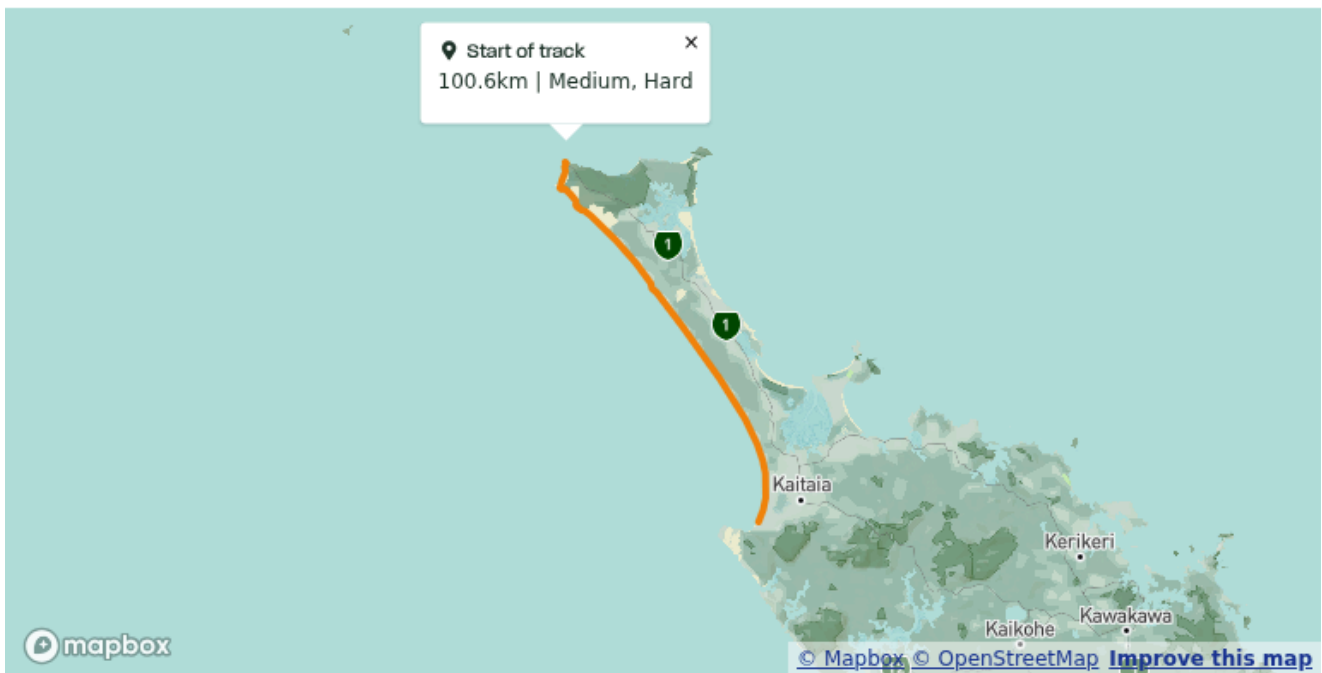 Start of track
×
100.6km | Medium, Hard
1
1
Kaitaia
Kerikeri
Kawakawa
Kaikohe
mapbox
© Mapbox © OpenStreetMap Improve this map